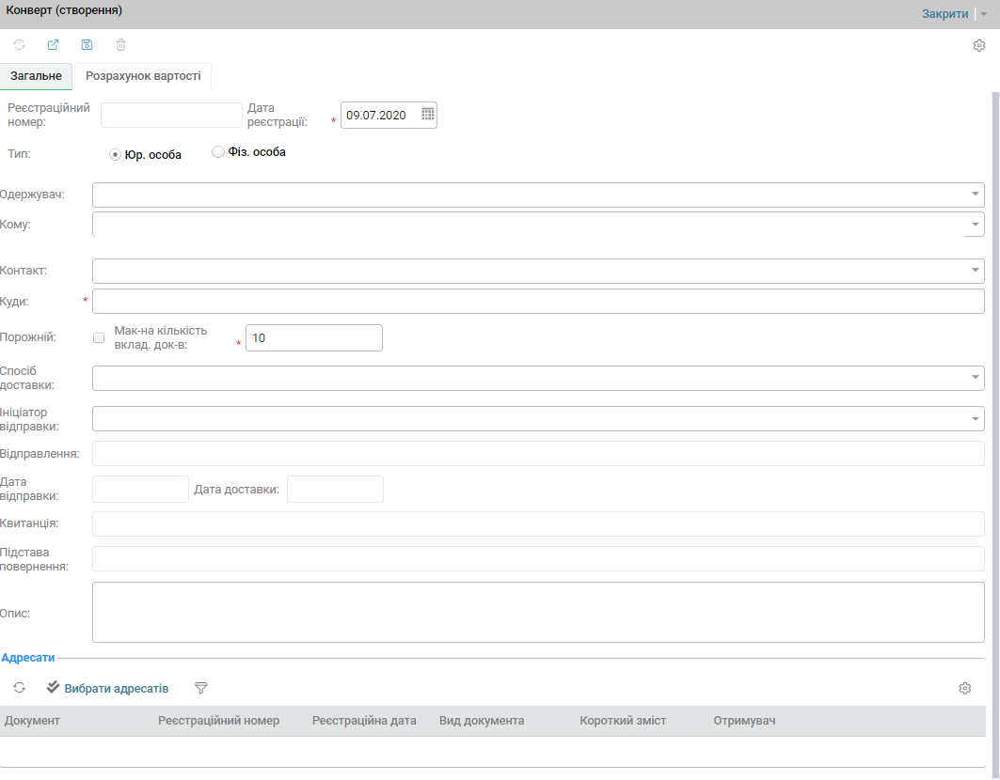 Конверт (створення)
Закрити
Загальне
Розрахунок вартості
Реєстраційний
номер:
Дата
реєстрації:
*
09.07.2020
Тип:
Юр. особа
Фіз. особа
Одержувач:
Кому:
Контакт:
Куди:
*
Порожній:
Мак-на кількість
вклад. док-в:
*
10
Спосіб
доставки:
Ініціатор
відправки:
Відправлення:
Дата
відправки:
Дата доставки:
Квитанція:
Підстава
повернення:
Опис:
Адресати
Вибрати адресатів
Документ
Реєстраційний номер
Реєстраційна дата
Вид документа
Короткий зміст
Отримувач